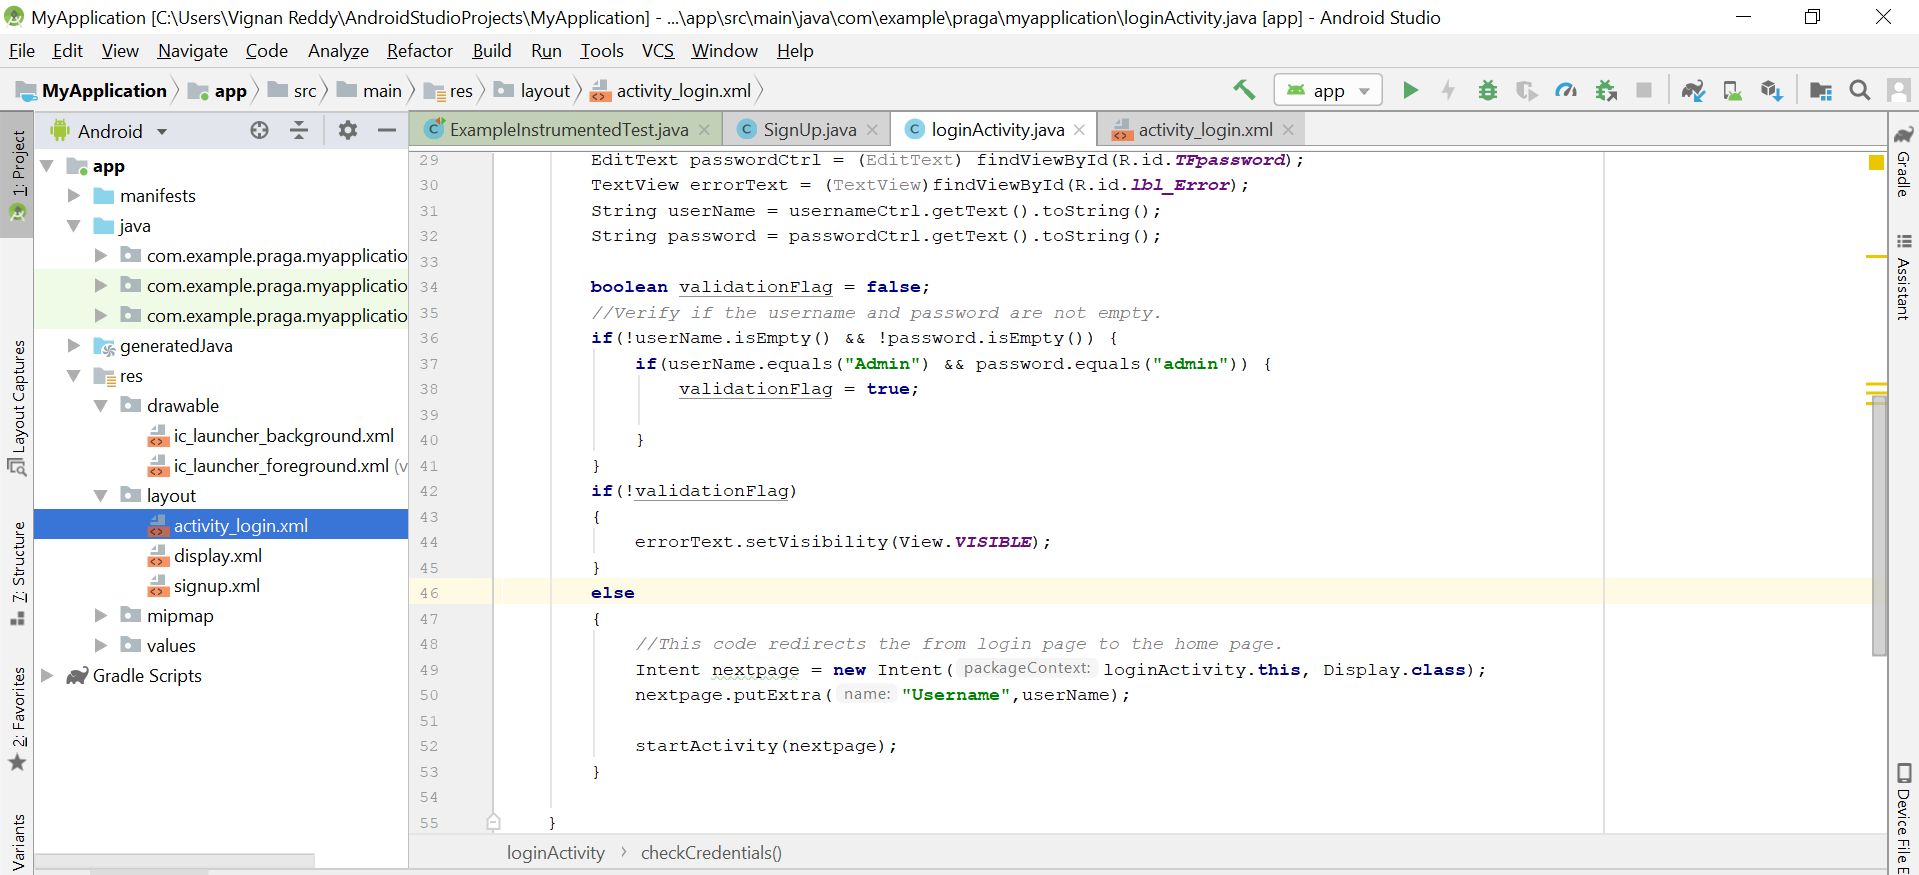 MyApplication [C:\Users\Vignan Reddy\AndroidStudioProjects\MyApplication] - ...\app\src\main\java\com\example\praga\myapplication\loginActivity.java [app] - Android Studio
File Edit View Navigate Code Analyze Refactor Build Run Tools VCS Window Help
MyApplication app src main res layout activity_login.xml app
Android
ExampleInstrumentedTest.java SignUp.java loginActivity.java activity_login.xml
1: Project
Layout Captures
7: Structure
2: Favorites
Variants
app
manifests
java
com.example.praga.myapplicatio
com.example.praga.myapplicatio
com.example.praga.myapplicatio
generatedJava
res
drawable
ic_launcher_background.xml
ic_launcher_foreground.xml (v
layout
activity_login.xml
display.xml
signup.xml
mipmap
values
Gradle Scripts
29 EditText passwordCtrl = (EditText) findViewById(R.id.TFpassword);
30 TextView errorText = (TextView)findViewById(R.id.lbl_Error);
31 String userName = usernameCtrl.getText().toString();
32 String password = passwordCtrl.getText().toString();
33
34 boolean validationFlag = false;
35 //Verify if the username and password are not empty.
36 if(!userName.isEmpty() && !password.isEmpty()) {
37 if(userName.equals("Admin") && password.equals("admin")) {
38 validationFlag = true;
39
40 }
41 }
42 if(!validationFlag)
43 {
44 errorText.setVisibility(View.VISIBLE);
45 }
46 else
47 {
48 //This code redirects the from login page to the home page.
49 Intent nextpage = new Intent( packageContext: loginActivity.this, Display.class);
50 nextpage.putExtra( name: "Username",userName);
51
52 startActivity(nextpage);
53 }
54
55 }
loginActivity › checkCredentials()
Gradle
Assistant
Device File E